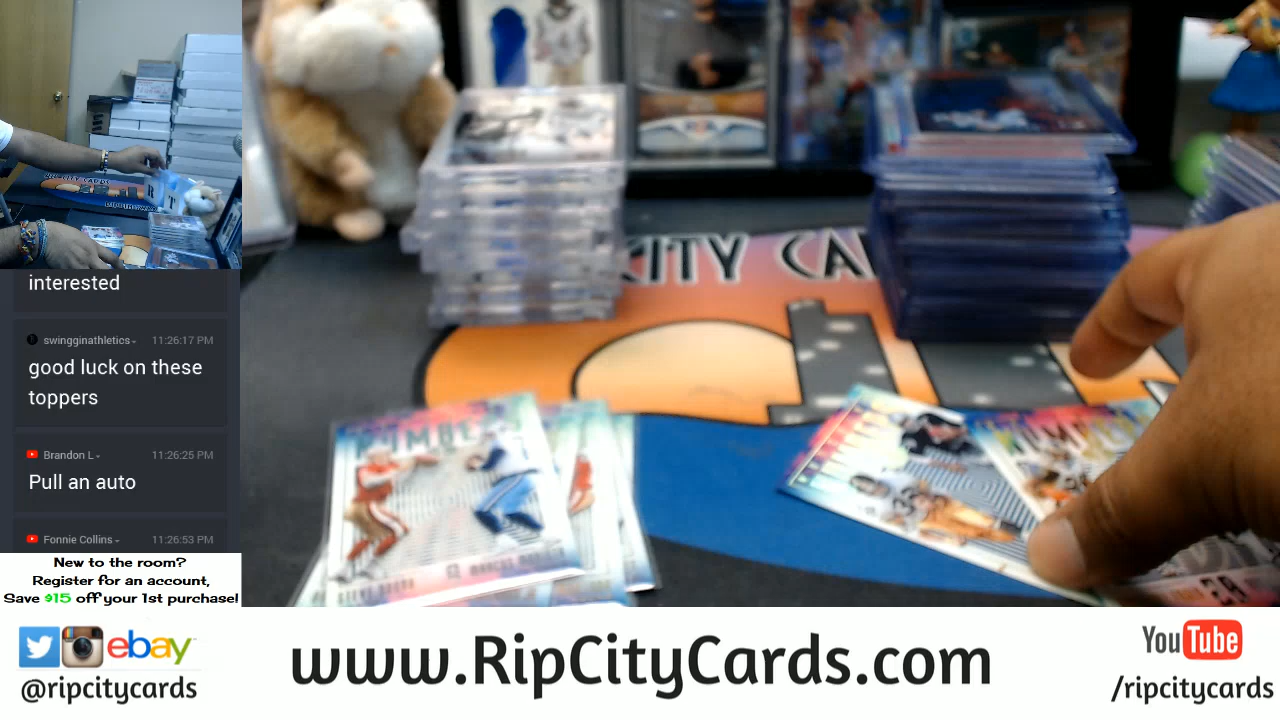 interested
swingginathletics 11:26:17 PM
good luck on these
toppers
Brandon L 11:26:25 PM
Pull an auto
Fonnie Collins 11:26:53 PM
New to the room?
Register for an account,
Save $15 off your 1st purchase!
CITY CA
ebay
@ripcitycards
www.RipCityCards.com
YouTube
/ripcitycards